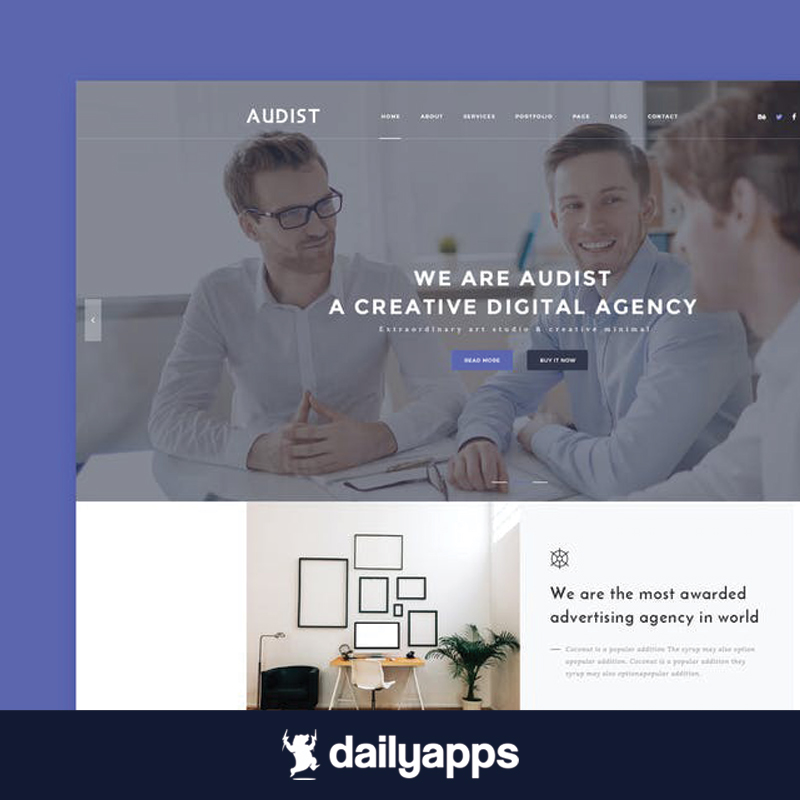 AUDIST
HOME ABOUT SERVICES PORTFOLIO PAGE BLOG CONTACT
Bē
WE ARE AUDIST
A CREATIVE DIGITAL AGENCY
Extraordinary art studio & creative minimal
READ MORE BUY IT NOW
We are the most awarded
advertising agency in world
Coconut is a popular addition The syrup may also option
apopular addition. Coconut is a popular addition they
syrup may also optionapopular addition.
dailyapps